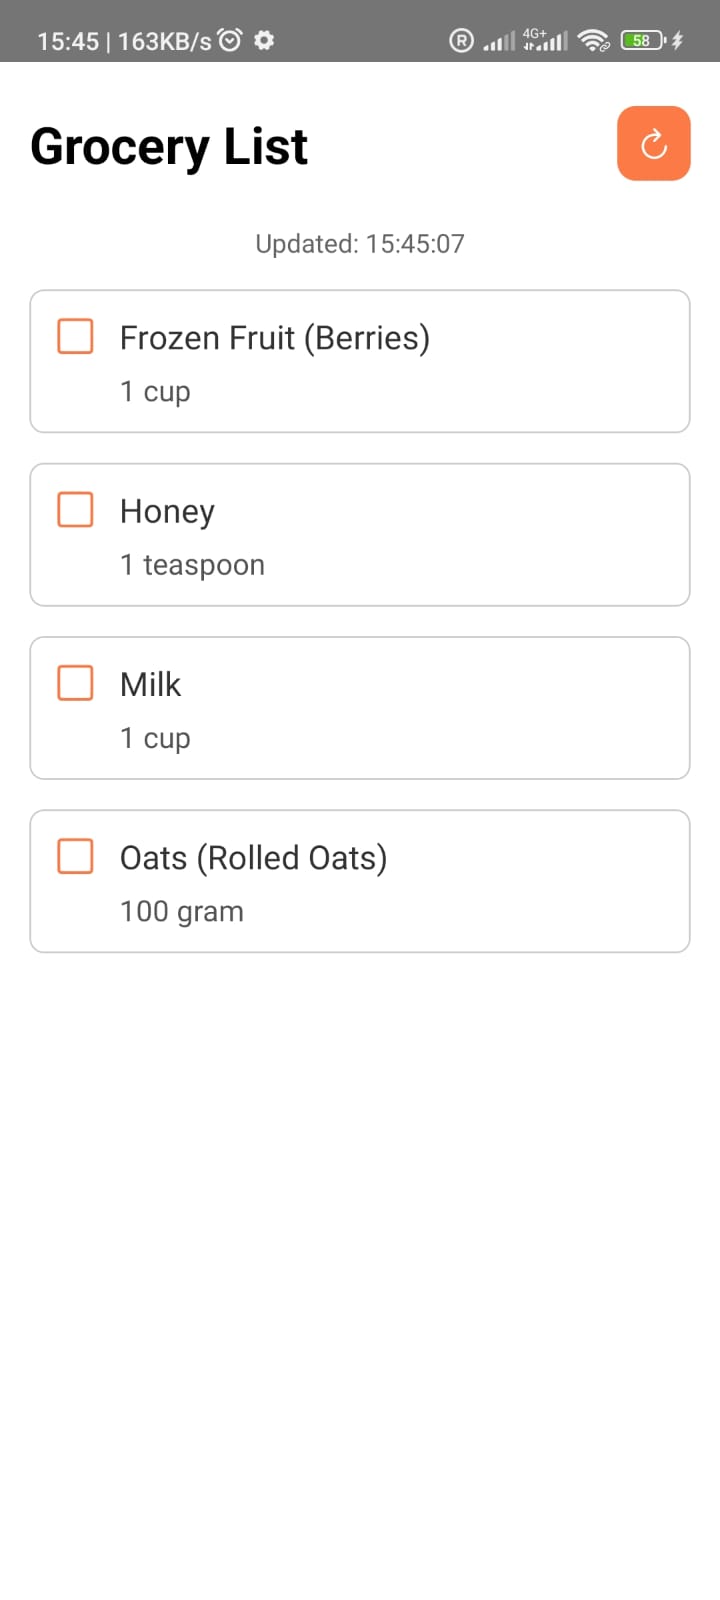 15:45 | 163KB/s R 4G+ 58
Grocery List
Updated: 15:45:07
Frozen Fruit (Berries)
1 cup
Honey
1 teaspoon
Milk
1 cup
Oats (Rolled Oats)
100 gram